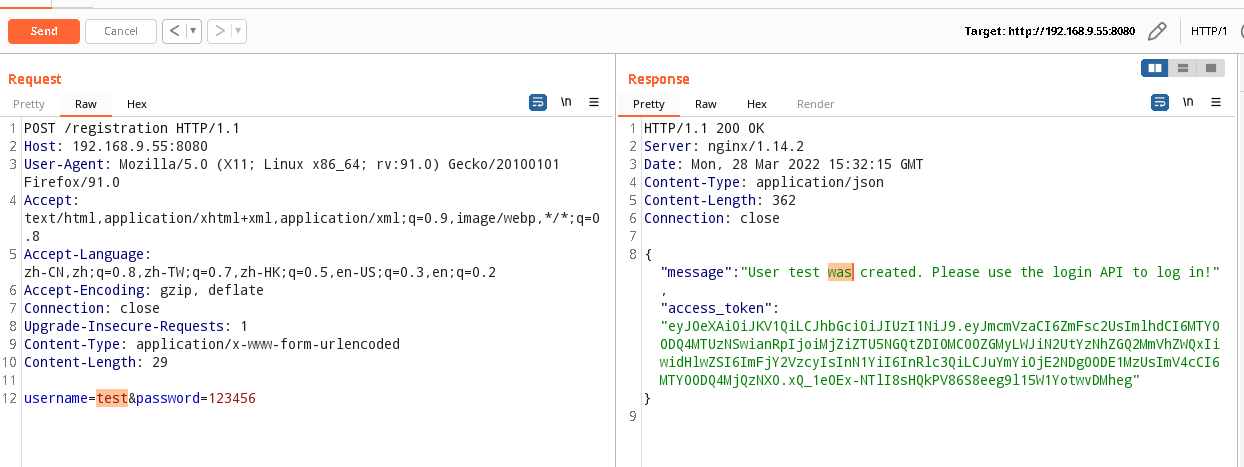 Send
Cancel
<
>
Target: http://192.168.9.55:8080
HTTP/1
Request
Pretty
Raw
Hex
\n
1 POST /registration HTTP/1.1
2 Host: 192.168.9.55:8080
3 User-Agent: Mozilla/5.0 (X11; Linux x86_64; rv:91.0) Gecko/20100101
Firefox/91.0
4 Accept:
text/html,application/xhtml+xml,application/xml;q=0.9,image/webp,*/*;q=0
.8
5 Accept-Language:
zh-CN,zh;q=0.8,zh-TW;q=0.7,zh-HK;q=0.5,en-US;q=0.3,en;q=0.2
6 Accept-Encoding: gzip, deflate
7 Connection: close
8 Upgrade-Insecure-Requests: 1
9 Content-Type: application/x-www-form-urlencoded
10 Content-Length: 29
11
12 username=test&password=123456
Response
Pretty
Raw
Hex
Render
\n
1 HTTP/1.1 200 OK
2 Server: nginx/1.14.2
3 Date: Mon, 28 Mar 2022 15:32:15 GMT
4 Content-Type: application/json
5 Content-Length: 362
6 Connection: close
7
8 {
"message":"User test was created. Please use the login API to log in!"
,
"access_token":
"eyJ0eXAiOiJKV1QiLCJhbGciOiJIUzI1NiJ9.eyJmcmVzaCI6ZmFsc2UsImlhdCI6MTY0
ODQ4MTUzNSwianRpIjoiMjZiZTU5NGQtZDI0MC00ZGMyLWJiN2UtYzNhZGQ2MmVhZWQxIi
widHlwZSI6ImFjY2VzcyIsInN1YiI6InRlc3QiLCJuYmYiOjE2NDg0ODE1MzUsImV4cCI6
MTY0ODQ4MjQzNX0.xQ_1eOEx-NTlI8sHQkPV86S8eeg9l15W1YotwvDMheg"
}
9